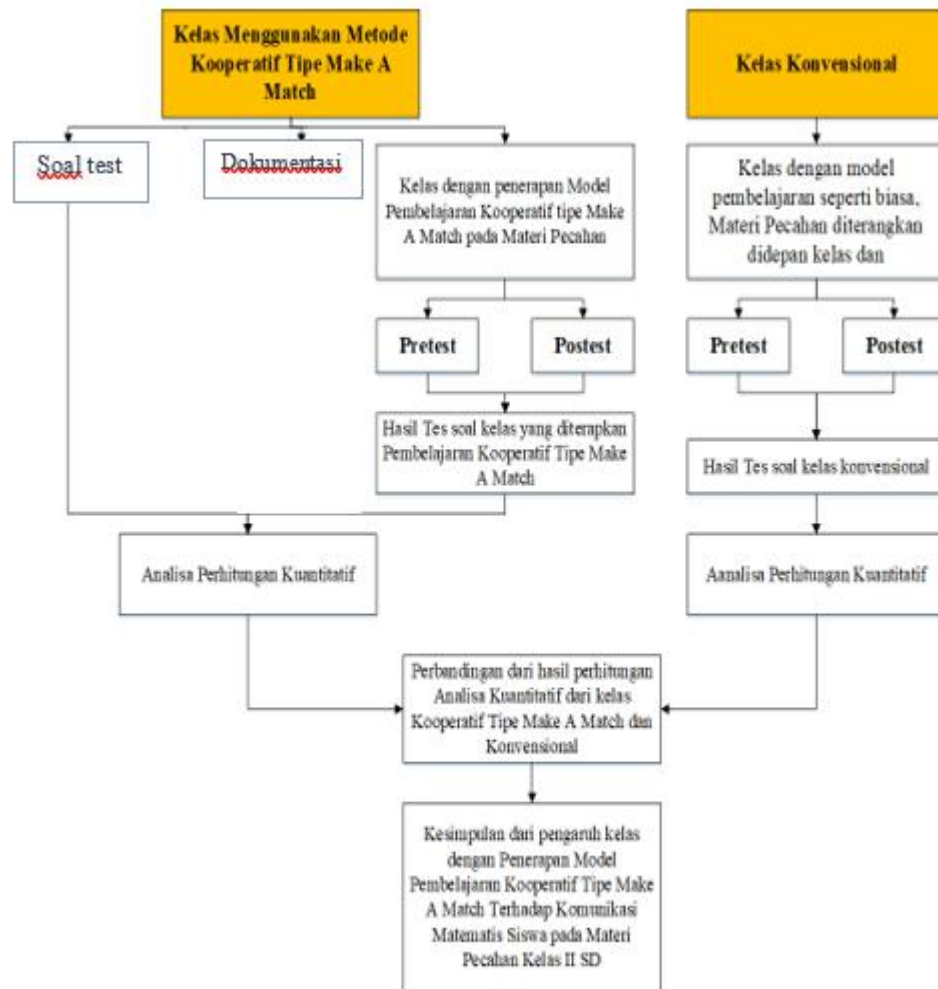 Kelas Menggunakan Metode
Kooperatif Tipe Make A
Match
Kelas Konvensional
Soal test
Dokumentasi
Kelas dengan penerapan Model
Pembelajaran Kooperatif tipe Make
A Match pada Materi Pecahan
Kelas dengan model
pembelajaran seperti biasa,
Materi Pecahan diterangkan
didepan kelas dan
Pretest
Postest
Pretest
Postest
Hasil Tes soal kelas yang diterapkan
Pembelajaran Kooperatif Tipe Make
A Match
Hasil Tes soal kelas konvensional
Analisa Perhitungan Kuantitatif
Aanalisa Perhitungan Kuantitatif
Perbandingan dari hasil perhitungan
Analisa Kuantitatif dari kelas
Kooperatif Tipe Make A Match dan
Konvensional
Kesimpulan dari pengaruh kelas
dengan Penerapan Model
Pembelajaran Kooperatif Tipe Make
A Match Terhadap Komunikasi
Matematis Siswa pada Materi
Pecahan Kelas II SD